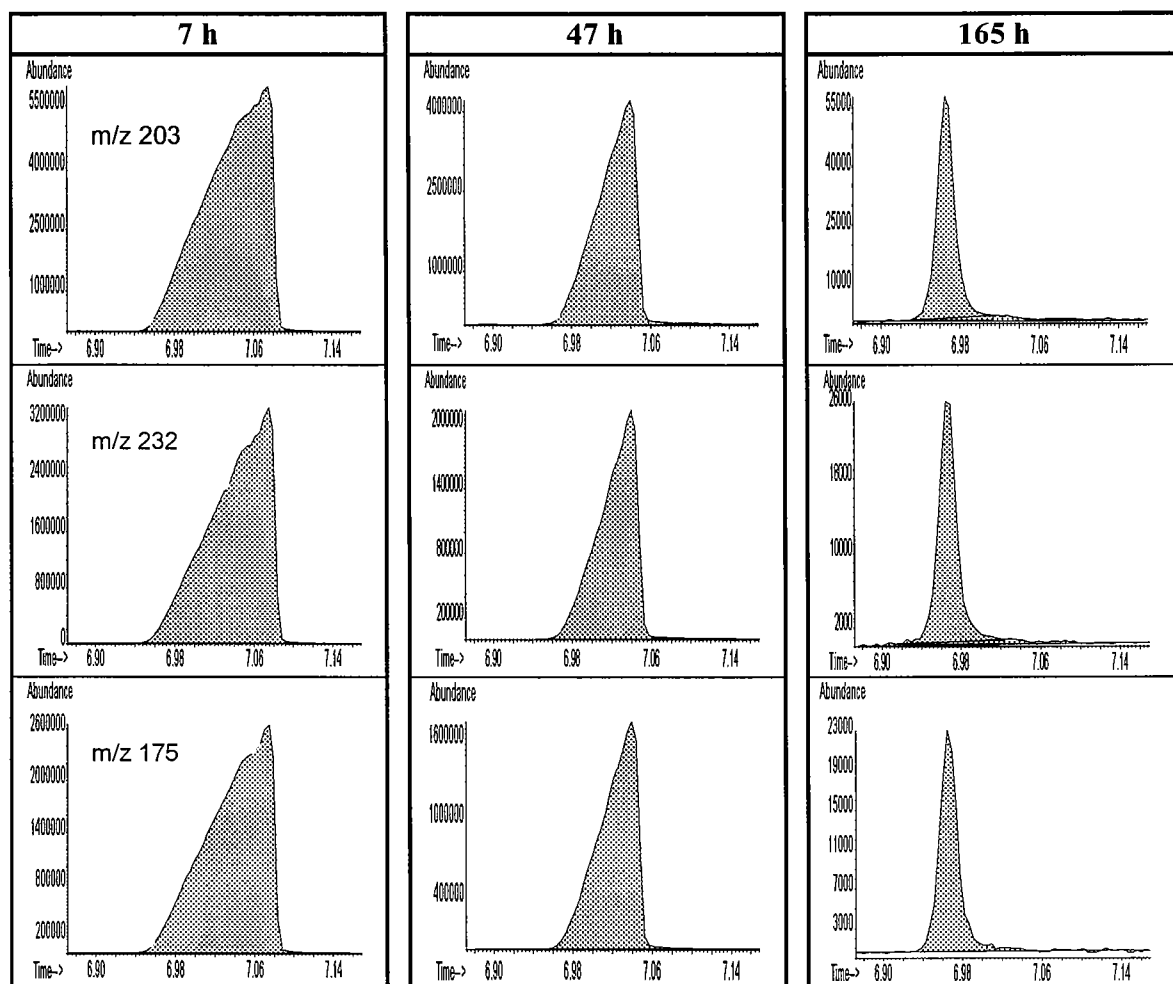 7 h
Abundance
5500000
4000000
2500000
1000000
m/z 203
Time-->
6.90 6.98 7.06 7.14
Abundance
3200000
2400000
1600000
800000
0
m/z 232
Time-->
6.90 6.98 7.06 7.14
Abundance
2600000
2000000
1400000
800000
200000
m/z 175
Time-->
6.90 6.98 7.06 7.14
47 h
Abundance
4000000
2500000
1000000
Time-->
6.90 6.98 7.06 7.14
Abundance
2000000
1400000
800000
200000
Time-->
6.90 6.98 7.06 7.14
Abundance
1600000
1000000
400000
Time-->
6.90 6.98 7.06 7.14
165 h
Abundance
55000
40000
25000
10000
Time-->
6.90 6.98 7.06 7.14
Abundance
26000
18000
10000
2000
Time-->
6.90 6.98 7.06 7.14
Abundance
23000
19000
15000
11000
7000
3000
Time-->
6.90 6.98 7.06 7.14